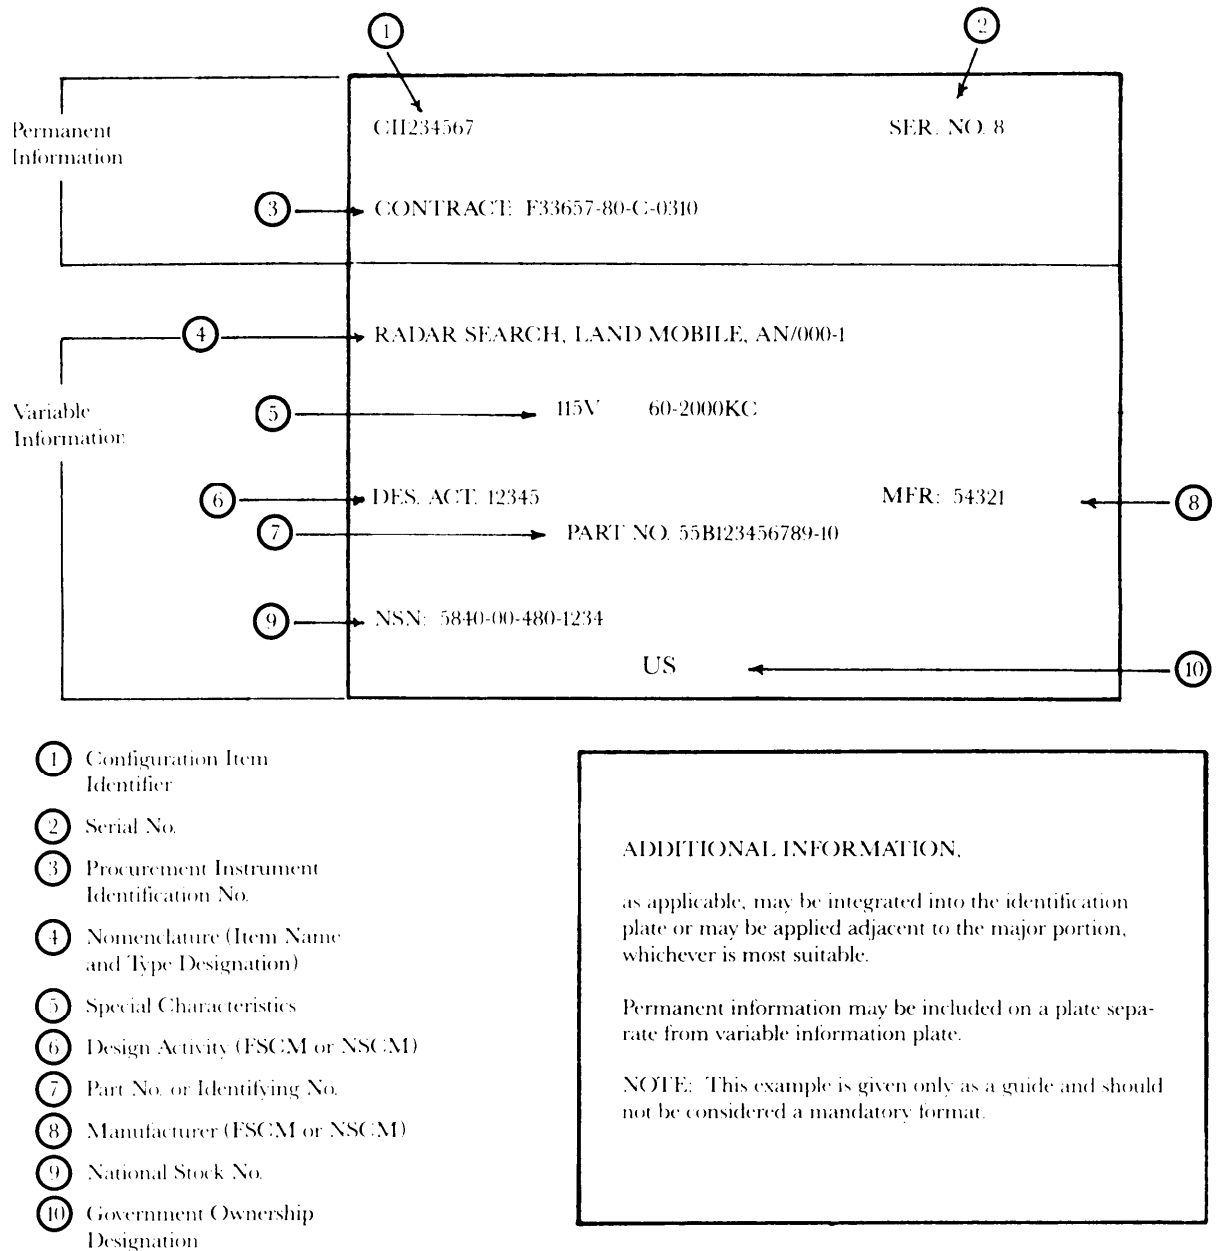 1
2
Permanent
Information
CII234567
SER. NO. 8
3
CONTRACT: F33657-80-C-0310
4
RADAR SEARCH, LAND MOBILE, AN/000-1
Variable
Information
5
115V 60-2000KC
6
DES. ACT. 12345
MFR: 54321
8
7
PART NO. 55B123456789-10
9
NSN: 5840-00-480-1234
US
10
1 Configuration Item
Identifier
2 Serial No.
3 Procurement Instrument
Identification No.
4 Nomenclature (Item Name
and Type Designation)
5 Special Characteristics
6 Design Activity (FSCM or NSCM)
7 Part No. or Identifying No.
8 Manufacturer (FSCM or NSCM)
9 National Stock No.
10 Government Ownership
Designation
ADDITIONAL INFORMATION,
as applicable, may be integrated into the identification
plate or may be applied adjacent to the major portion,
whichever is most suitable.
Permanent information may be included on a plate sepa-
rate from variable information plate.
NOTE: This example is given only as a guide and should
not be considered a mandatory format.